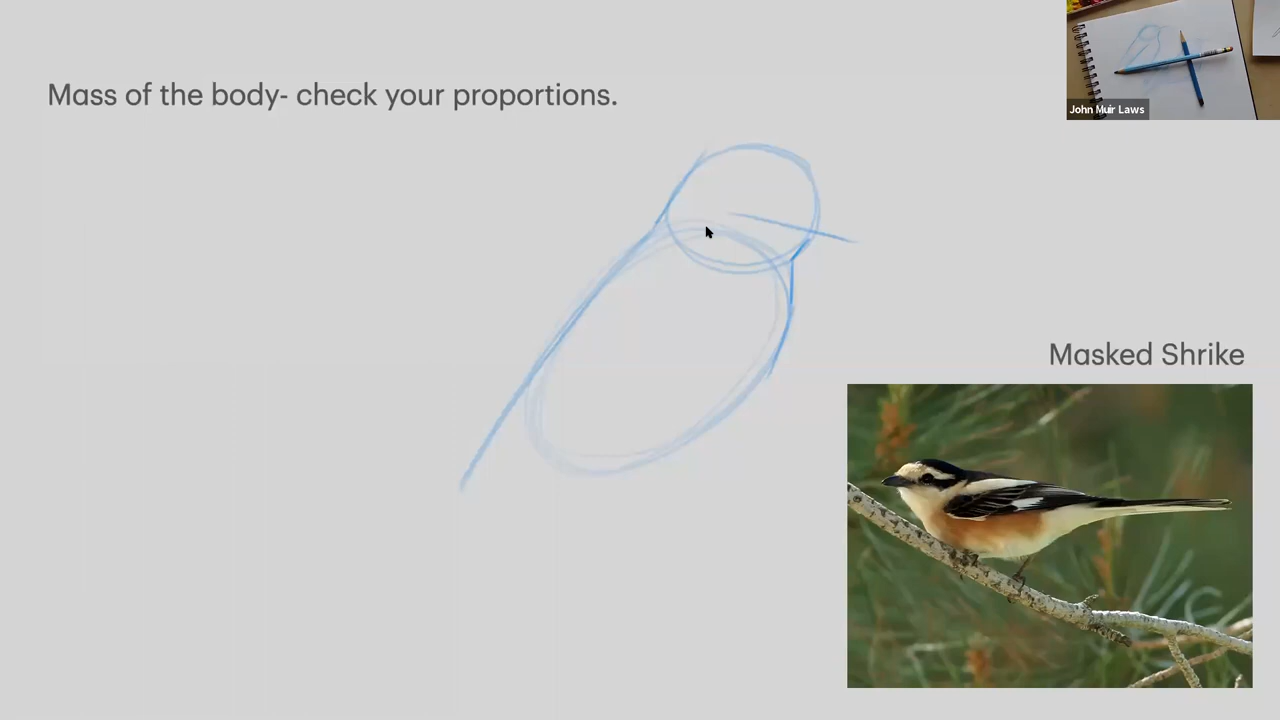 Mass of the body- check your proportions.
John Muir Laws
Masked Shrike